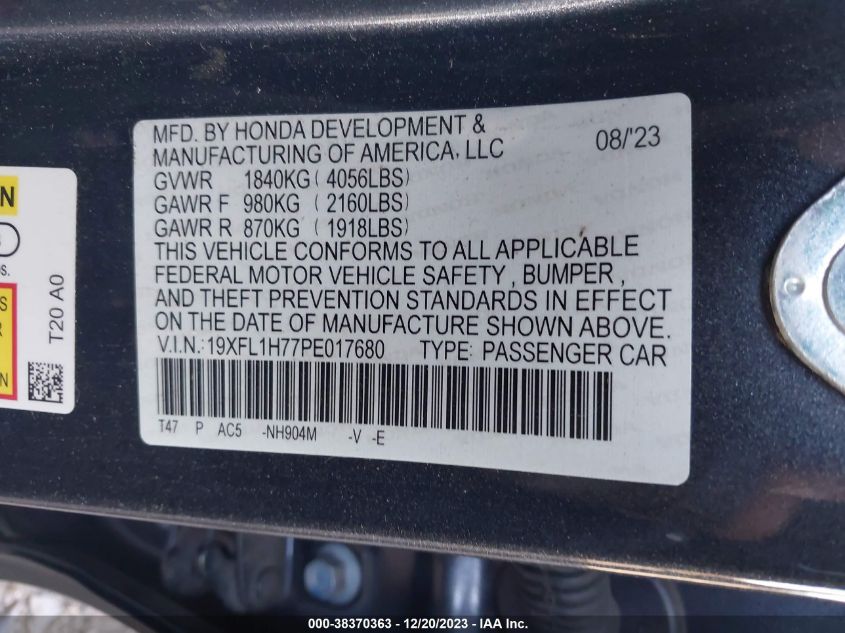 MFD. BY HONDA DEVELOPMENT &
MANUFACTURING OF AMERICA, LLC 08/'23
GVWR 1840KG ( 4056LBS)
GAWR F 980KG ( 2160LBS)
GAWR R 870KG ( 1918LBS)
THIS VEHICLE CONFORMS TO ALL APPLICABLE
FEDERAL MOTOR VEHICLE SAFETY , BUMPER ,
AND THEFT PREVENTION STANDARDS IN EFFECT
ON THE DATE OF MANUFACTURE SHOWN ABOVE.
V.I.N.: 19XFL1H77PE017680 TYPE: PASSENGER CAR
T47 P AC5 -NH904M -V -E
T20 A0
000-38370363 - 12/20/2023 - IAA Inc.